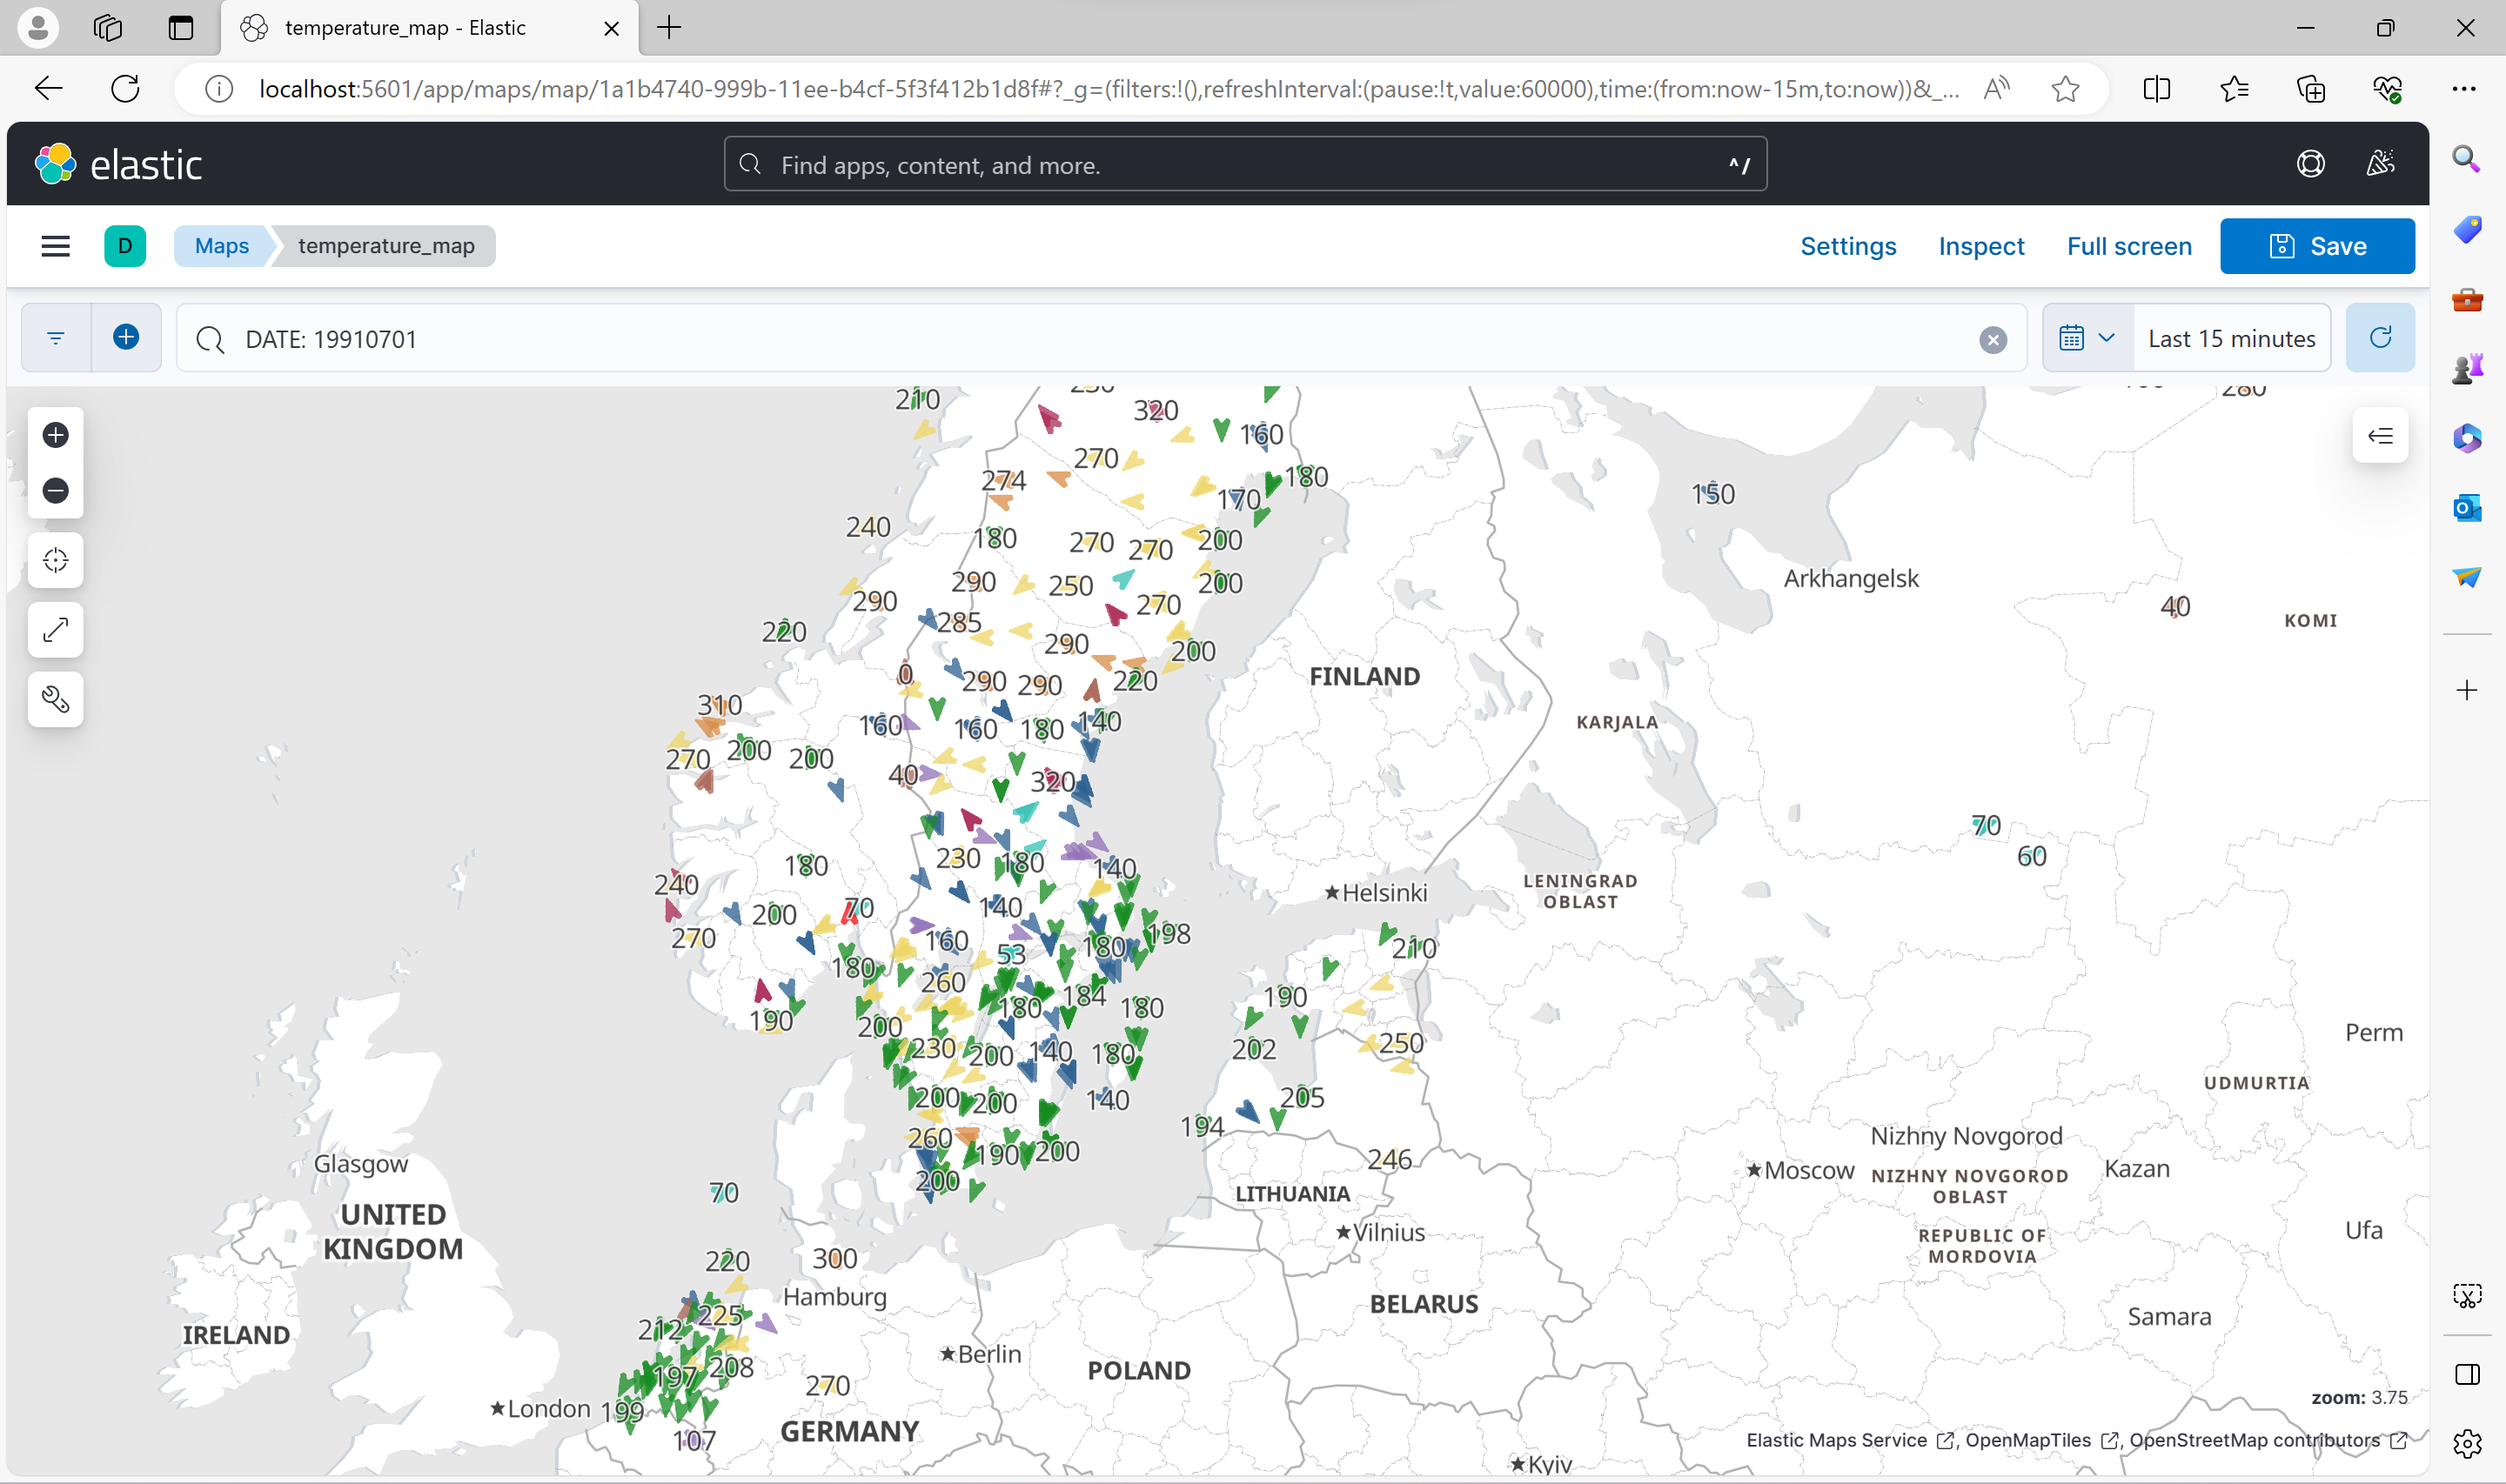 temperature_map - Elastic
localhost:5601/app/maps/map/1a1b4740-999b-11ee-b4cf-5f3f412b1d8f#?_g=(filters:!(),refreshInterval:(pause:!t,value:60000),time:(from:now-15m,to:now))&_...
elastic
Find apps, content, and more.
^/
D
Maps
temperature_map
Settings
Inspect
Full screen
Save
DATE: 19910701
Last 15 minutes
280
210
320
160
270
274
180
170
150
240
180
270
270
200
Arkhangelsk
290
250
200
290
270
40
KOMI
285
220
290
200
0
FINLAND
290
290
220
310
160
160
180
140
KARJALA
270
200
200
40
320
70
230
180
60
180
140
240
LENINGRAD
OBLAST
Helsinki
70
200
140
270
160
53
180
198
210
180
260
190
200
180
184
180
190
Perm
230
200
140
180
202
250
UDMURTIA
200
200
140
205
194
260
190
200
246
Nizhny Novgorod
Glasgow
Moscow
NIZHNY NOVGOROD
OBLAST
Kazan
200
70
LITHUANIA
UNITED
KINGDOM
Vilnius
REPUBLIC OF
MORDOVIA
Ufa
220
300
Hamburg
BELARUS
212
225
Samara
IRELAND
Berlin
POLAND
197
208
270
London
199
GERMANY
107
zoom: 3.75
Elastic Maps Service , OpenMapTiles , OpenStreetMap contributors
Kyiv